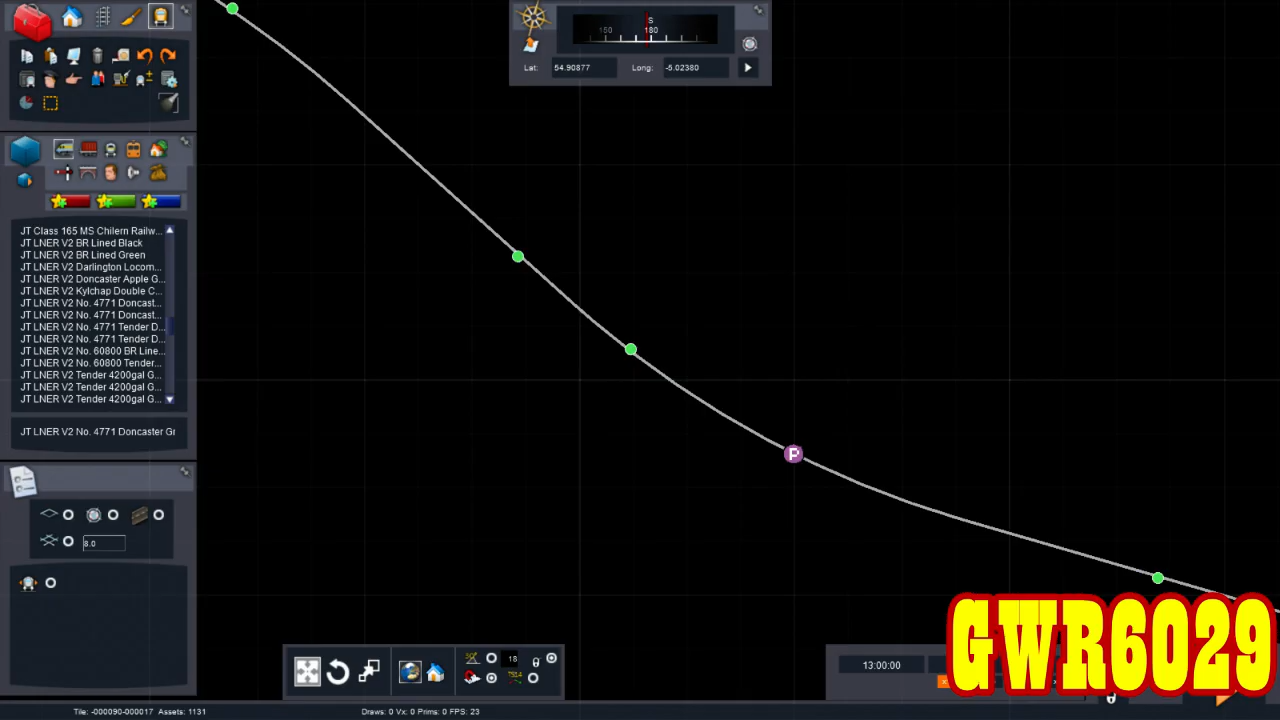 S
150
180
Lat:
54.90877
Long:
-5.02380
JT Class 165 MS Chilern Railw...
JT LNER V2 BR Lined Black
JT LNER V2 BR Lined Green
JT LNER V2 Darlington Locom...
JT LNER V2 Doncaster Apple G...
JT LNER V2 Kylchap Double C...
JT LNER V2 No. 4771 Doncast...
JT LNER V2 No. 4771 Doncast...
JT LNER V2 No. 4771 Tender D...
JT LNER V2 No. 4771 Tender D...
JT LNER V2 No. 60800 BR Line...
JT LNER V2 No. 60800 Tender...
JT LNER V2 Tender 4200gal G...
JT LNER V2 Tender 4200gal G...
JT LNER V2 Tender 4200gal G...
JT LNER V2 No. 4771 Doncaster Gr
P
8.0
18
13:00:00
GWR6029
Tile: -000090-000017 Assets: 1131
Draws: 0 Vx: 0 Prims: 0 FPS: 23